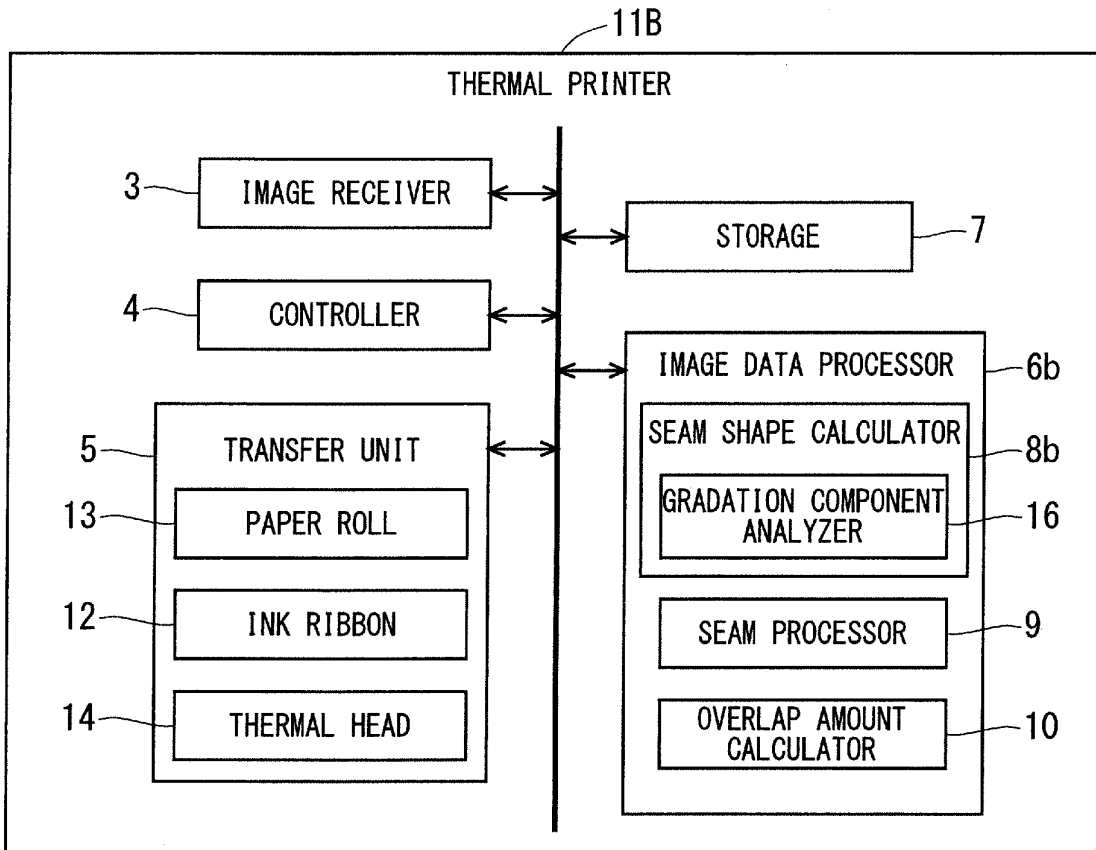 11B
THERMAL PRINTER
3
IMAGE RECEIVER
STORAGE
7
4
CONTROLLER
IMAGE DATA PROCESSOR
6b
5
TRANSFER UNIT
SEAM SHAPE CALCULATOR
8b
13
PAPER ROLL
GRADATION COMPONENT
ANALYZER
16
12
INK RIBBON
SEAM PROCESSOR
9
14
THERMAL HEAD
OVERLAP AMOUNT
CALCULATOR
10